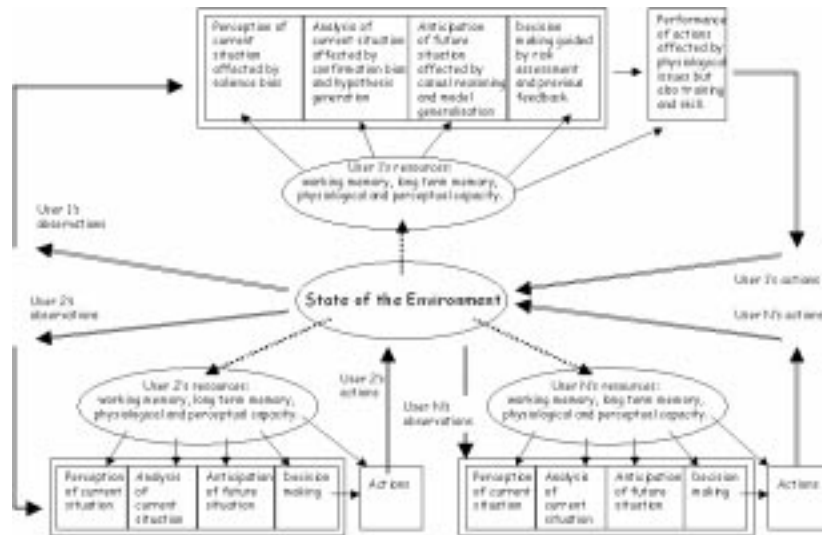 Perception of
current
situation
affected by
salience bias
Analysis of
current situation
affected by
confirmation bias
and hypothesis
generation
Anticipation
of future
situation
affected by
casual reasoning
and model
generalisation
Decision
making guided
by risk
assessment
and previous
feedback.
Performance
of actions
affected by
physiological
issues but
also training
and skill.
User 1's resources:
working memory, long term memory,
physiological and perceptual capacity.
User 1's
observations
User 2's
observations
State of the Environment
User 1's actions
User N's actions
User 2's resources:
working memory, long term memory,
physiological and perceptual capacity.
User 2's
actions
User N's
observations
User N's resources:
working memory, long term memory,
physiological and perceptual capacity.
Perception
of current
situation
Analysis
of
current
situation
Anticipation
of future
situation
Decision
making
Actions
Perception
of current
situation
Analysis
of
current
situation
Anticipation
of future
situation
Decision
making
Actions